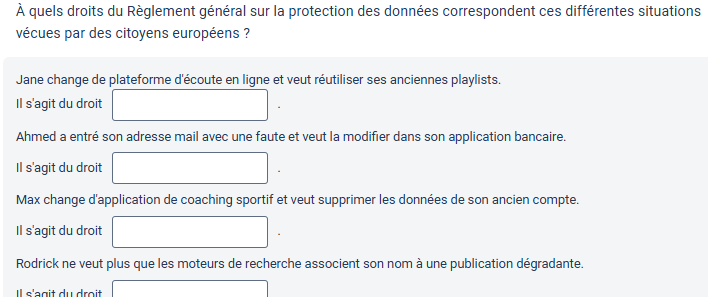 À quels droits du Règlement général sur la protection des données correspondent ces différentes situations
vécues par des citoyens européens ?
Jane change de plateforme d'écoute en ligne et veut réutiliser ses anciennes playlists.
Il s'agit du droit .
Ahmed a entré son adresse mail avec une faute et veut la modifier dans son application bancaire.
Il s'agit du droit .
Max change d'application de coaching sportif et veut supprimer les données de son ancien compte.
Il s'agit du droit .
Rodrick ne veut plus que les moteurs de recherche associent son nom à une publication dégradante.
Il s'agit du droit